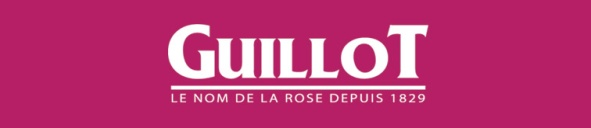 GUILLOT
LE NOM DE LA ROSE DEPUIS 1829